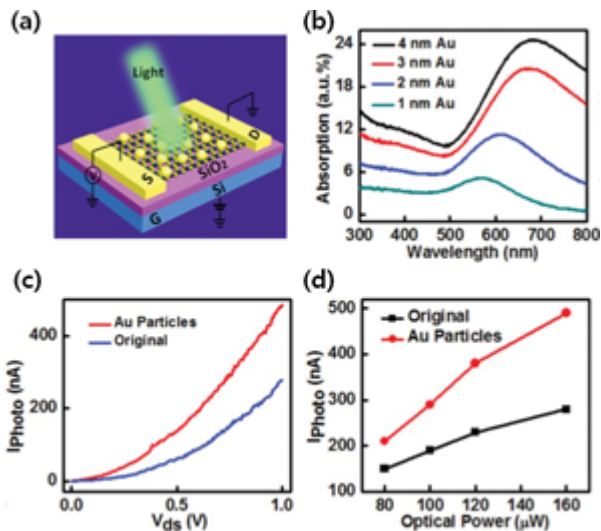 (a)
Light
D
S
V
SiO₂
Si
G
(b)
Absorption (a.u.%)
24
18
12
6
0
4 nm Au
3 nm Au
2 nm Au
1 nm Au
300 400 500 600 700 800
Wavelength (nm)
(c)
IPhoto (nA)
400
200
0
Au Particles
Original
0.0 0.5 1.0
Vds (V)
(d)
IPhoto (nA)
500
400
300
200
100
Original
Au Particles
80 100 120 140 160
Optical Power (μW)